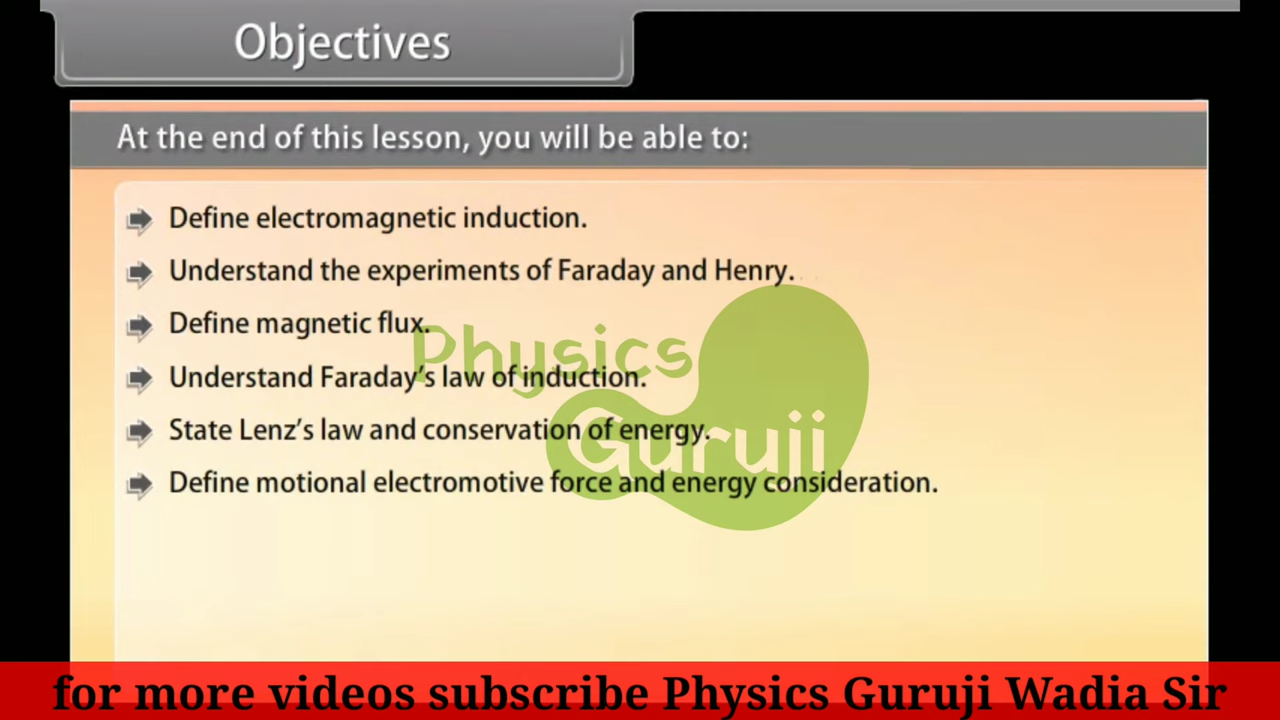 Objectives
At the end of this lesson, you will be able to:
Define electromagnetic induction.
Understand the experiments of Faraday and Henry.
Define magnetic flux.
Physics
Understand Faraday's law of induction.
State Lenz's law and conservation of energy.
Guruji
Define motional electromotive force and energy consideration.
for more videos subscribe Physics Guruji Wadia Sir